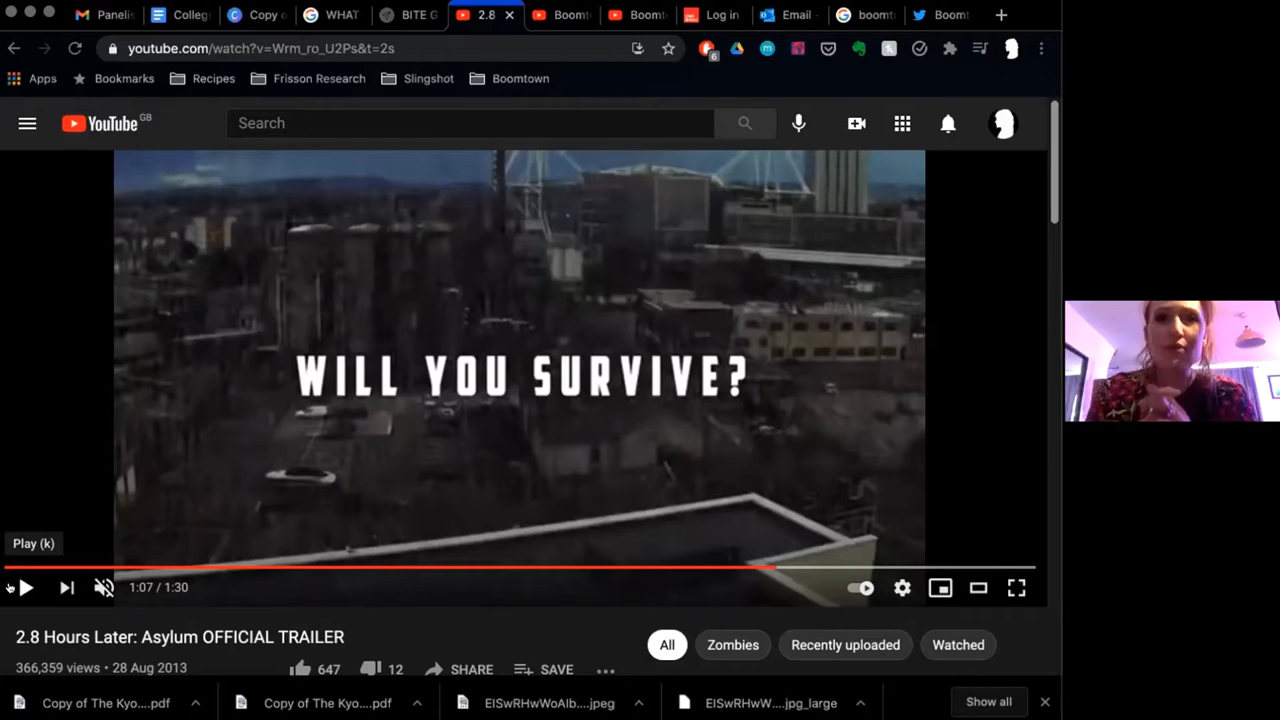 Panelis
College
Copy o
WHAT
BITE G
2.8
Boomt
Boomt
Log in
Email
boomt
Boomt
youtube.com/watch?v=Wrm_ro_U2Ps&t=2s
6
Apps
Bookmarks
Recipes
Frisson Research
Slingshot
Boomtown
YouTube GB
Search
WILL YOU SURVIVE?
Play (k)
1:07 / 1:30
2.8 Hours Later: Asylum OFFICIAL TRAILER
366,359 views • 28 Aug 2013
647
12
SHARE
SAVE
All
Zombies
Recently uploaded
Watched
Copy of The Kyo....pdf
Copy of The Kyo....pdf
EISwRHwWoAIb....jpeg
EISwRHwW....jpg_large
Show all